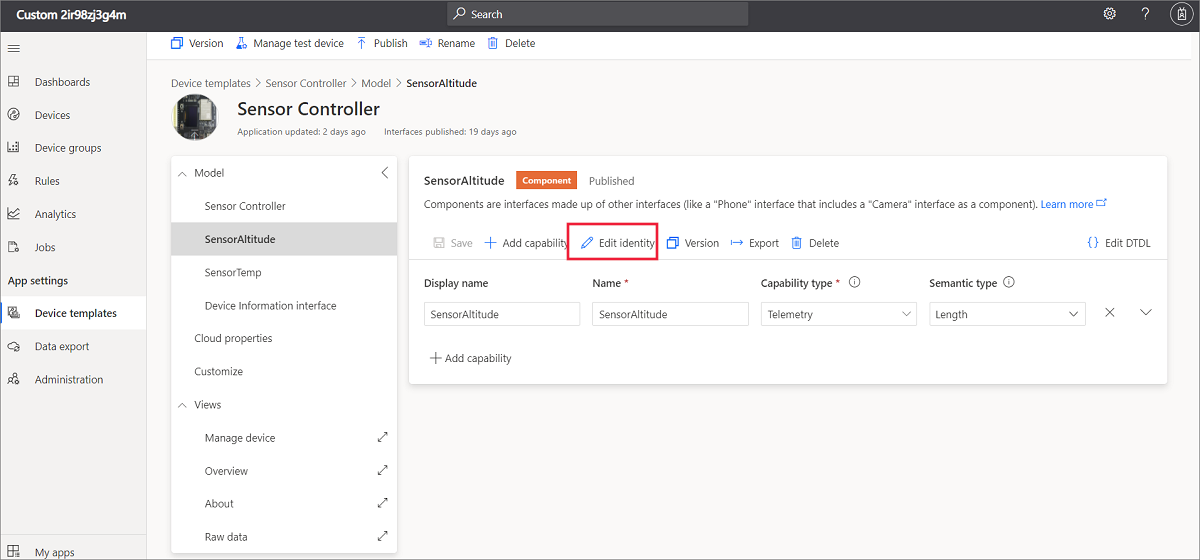 Custom 2ir98zj3g4m
Search
?
Version
Manage test device
Publish
Rename
Delete
Dashboards
Devices
Device groups
Rules
Analytics
Jobs
App settings
Device templates
Data export
Administration
My apps
Device templates > Sensor Controller > Model > SensorAltitude
Sensor Controller
Application updated: 2 days ago Interfaces published: 19 days ago
Model
Sensor Controller
SensorAltitude
SensorTemp
Device Information interface
Cloud properties
Customize
Views
Manage device
Overview
About
Raw data
SensorAltitude Component Published
Components are interfaces made up of other interfaces (like a "Phone" interface that includes a "Camera" interface as a component). Learn more
Save Add capability Edit identity Version Export Delete {} Edit DTDL
Display name Name * Capability type * Semantic type
SensorAltitude SensorAltitude Telemetry Length
Add capability